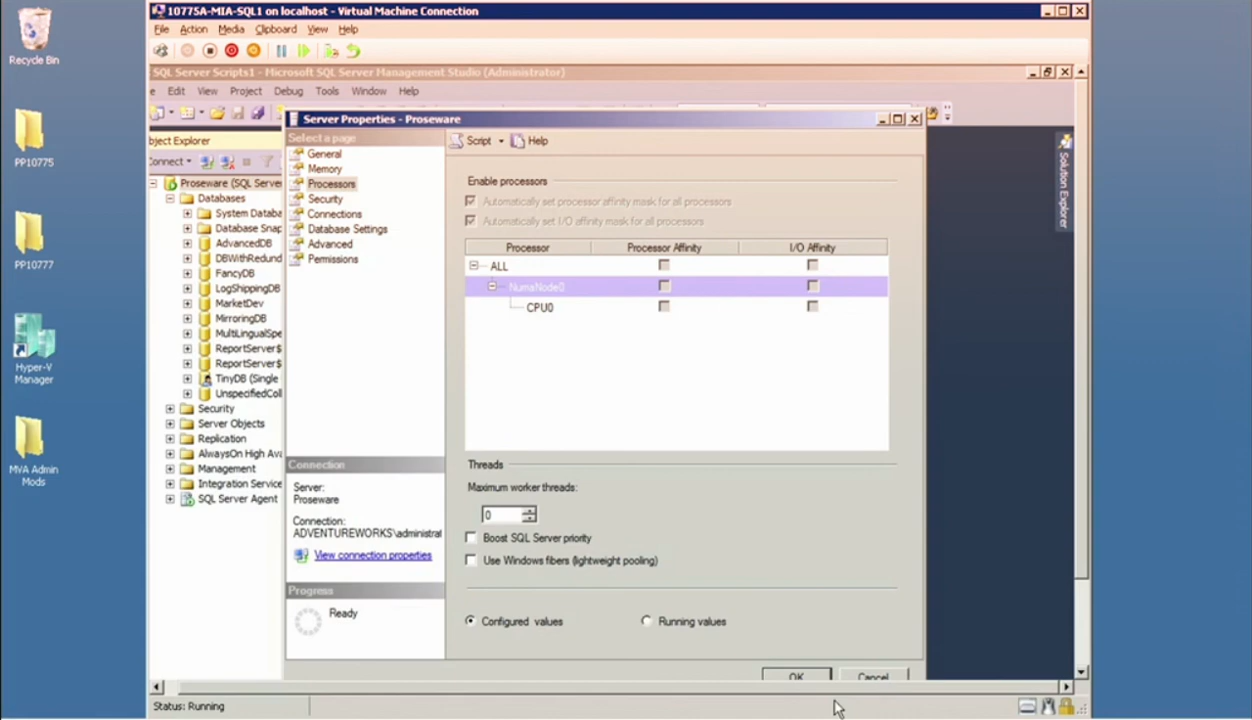 Recycle Bin
PP10775
PP10777
Hyper-V
Manager
MVA Admin
Mods
10775A-MIA-SQL1 on localhost - Virtual Machine Connection
File Action Media Clipboard View Help
SQL Server Scripts1 - Microsoft SQL Server Management Studio (Administrator)
e Edit View Project Debug Tools Window Help
bject Explorer
onnect
Proseware (SQL Serve
Databases
System Databa
Database Snap
AdvancedDB
DBWithRedund
FancyDB
LogShippingDB
MarketDev
MirroringDB
MultiLingualSpe
ReportServer$
ReportServer$
TinyDB (Single
UnspecifiedColl
Security
Server Objects
Replication
AlwaysOn High Ava
Management
Integration Service
SQL Server Agent
Server Properties - Proseware
Select a page
General
Memory
Processors
Security
Connections
Database Settings
Advanced
Permissions
Connection
Server:
Proseware
Connection:
ADVENTUREWORKS\administrat
View connection properties
Progress
Ready
Script Help
Enable processors
Automatically set processor affinity mask for all processors
Automatically set I/O affinity mask for all processors
Processor Processor Affinity I/O Affinity
ALL
NumaNode0
CPU0
Threads
Maximum worker threads:
0
Boost SQL Server priority
Use Windows fibers (lightweight pooling)
Configured values Running values
OK Cancel
Solution Explorer
Status: Running